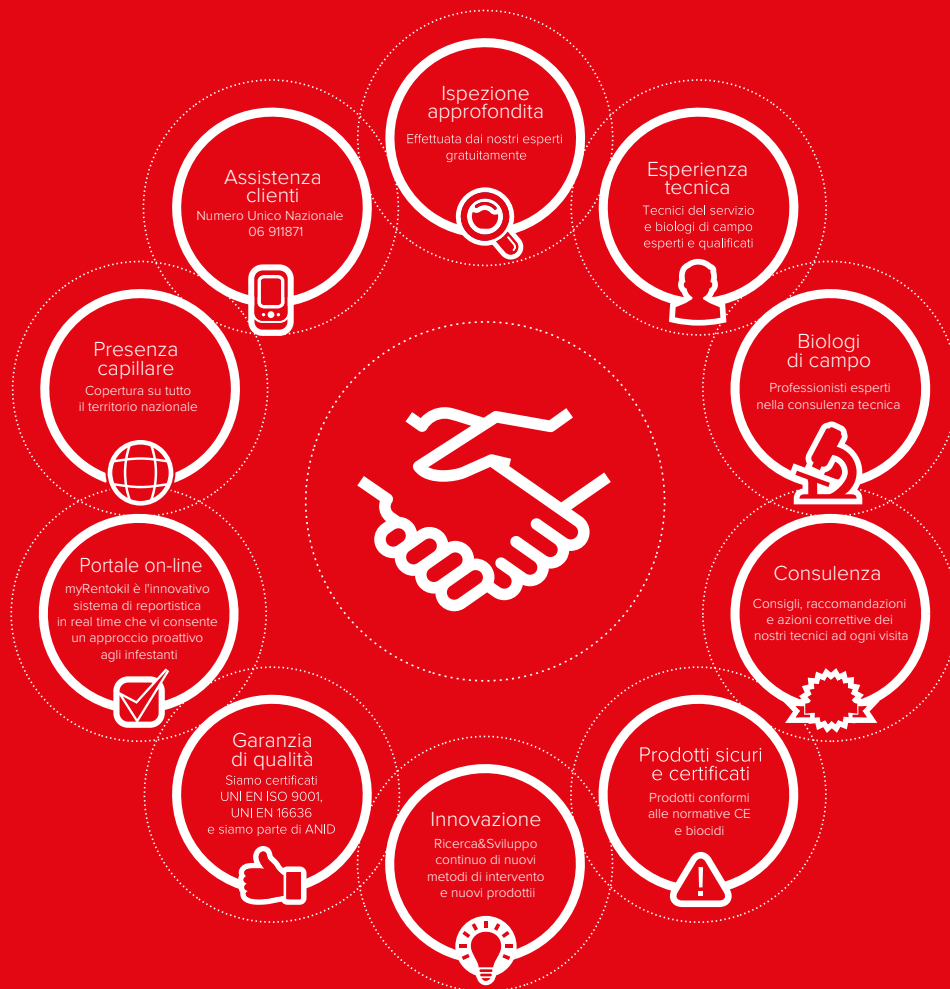 Ispezione
approfondita
Effettuata dai nostri esperti
gratuitamente
Esperienza
tecnica
Tecnici del servizio
e biologi di campo
esperti e qualificati
Biologi
di campo
Professionisti esperti
nella consulenza tecnica
Consulenza
Consigli, raccomandazioni
e azioni correttive dei
nostri tecnici ad ogni visita
Prodotti sicuri
e certificati
Prodotti conformi
alle normative CE
e biocidi
Innovazione
Ricerca&Sviluppo
continuo di nuovi
metodi di intervento
e nuovi prodottii
Garanzia
di qualità
Siamo certificati
UNI EN ISO 9001,
UNI EN 16636
e siamo parte di ANID
Portale on-line
myRentokil è l'innovativo
sistema di reportistica
in real time che vi consente
un approccio proattivo
agli infestanti
Presenza
capillare
Copertura su tutto
il territorio nazionale
Assistenza
clienti
Numero Unico Nazionale
06 911871